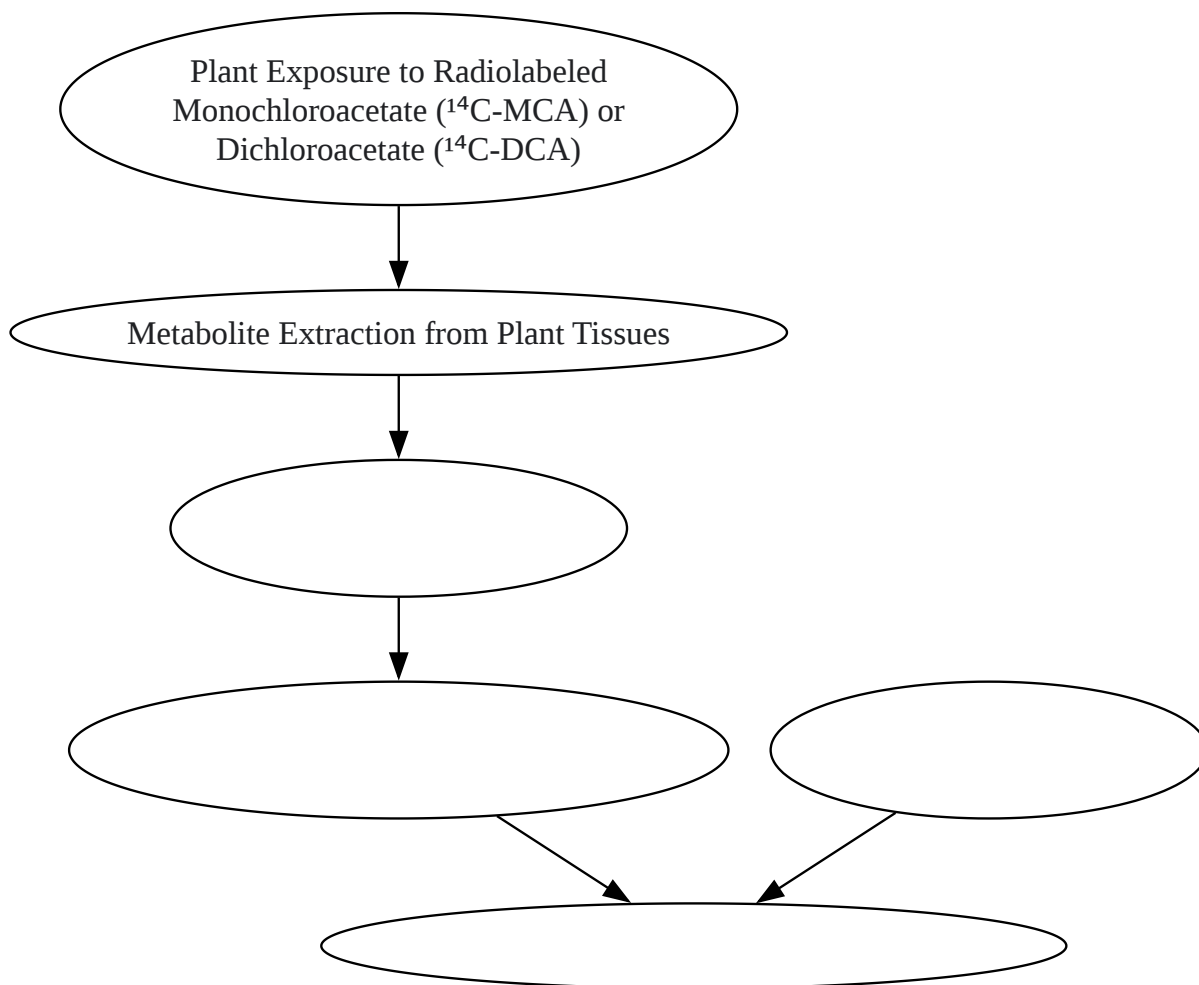 Plant Exposure to Radiolabeled
Monochloroacetate (¹⁴C-MCA) or
Dichloroacetate (¹⁴C-DCA)
Metabolite Extraction from Plant Tissues